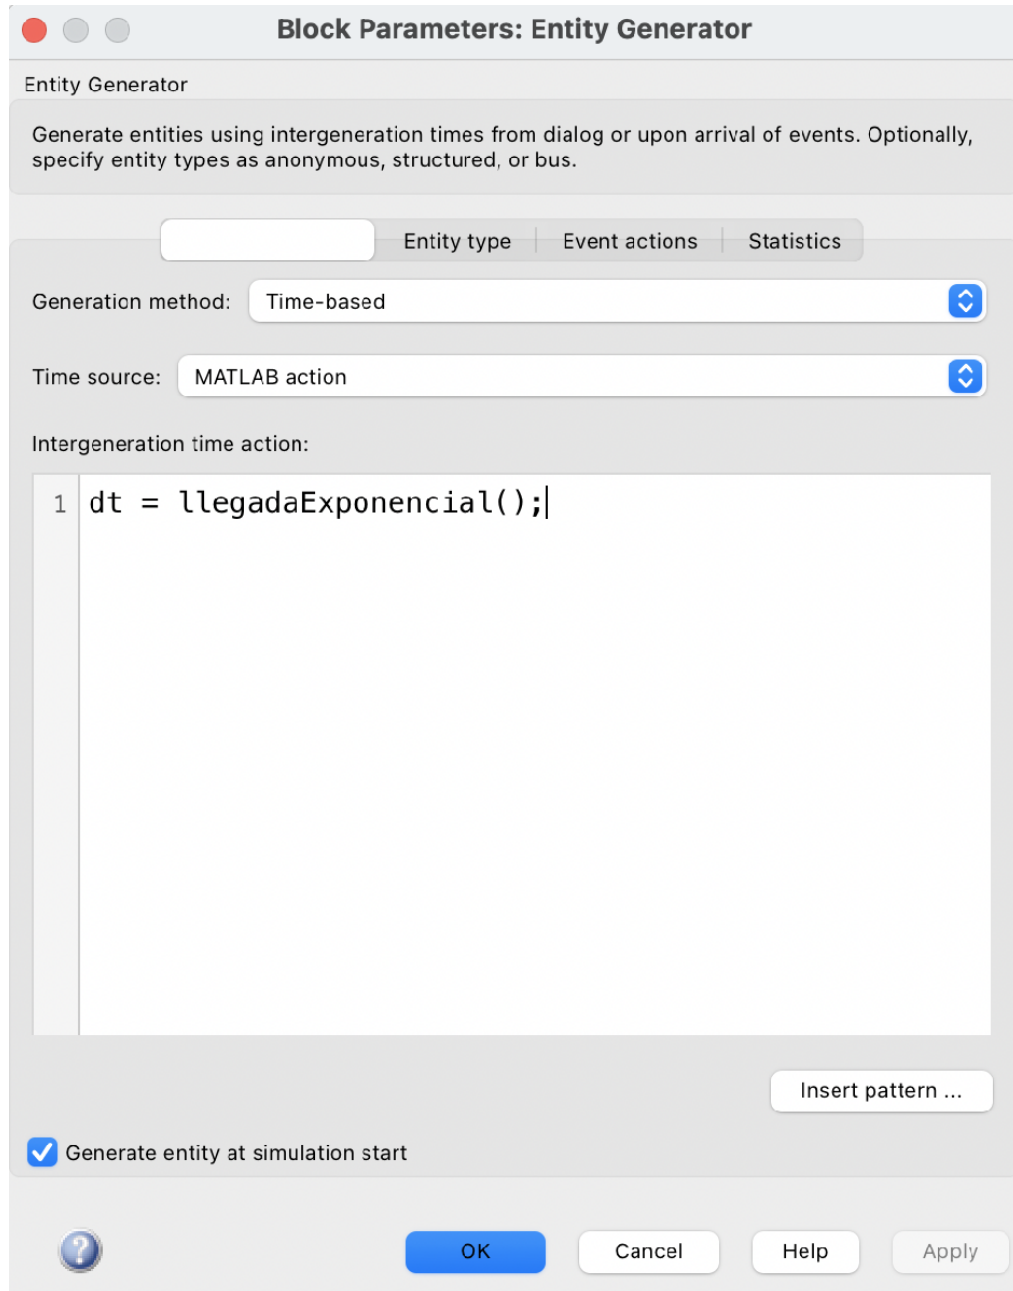 Block Parameters: Entity Generator
Entity Generator
Generate entities using intergeneration times from dialog or upon arrival of events. Optionally,
specify entity types as anonymous, structured, or bus.
Entity type Event actions Statistics
Generation method: Time-based
Time source: MATLAB action
Intergeneration time action:
1 dt = llegadaExponencial();
Insert pattern ...
Generate entity at simulation start
? OK Cancel Help Apply